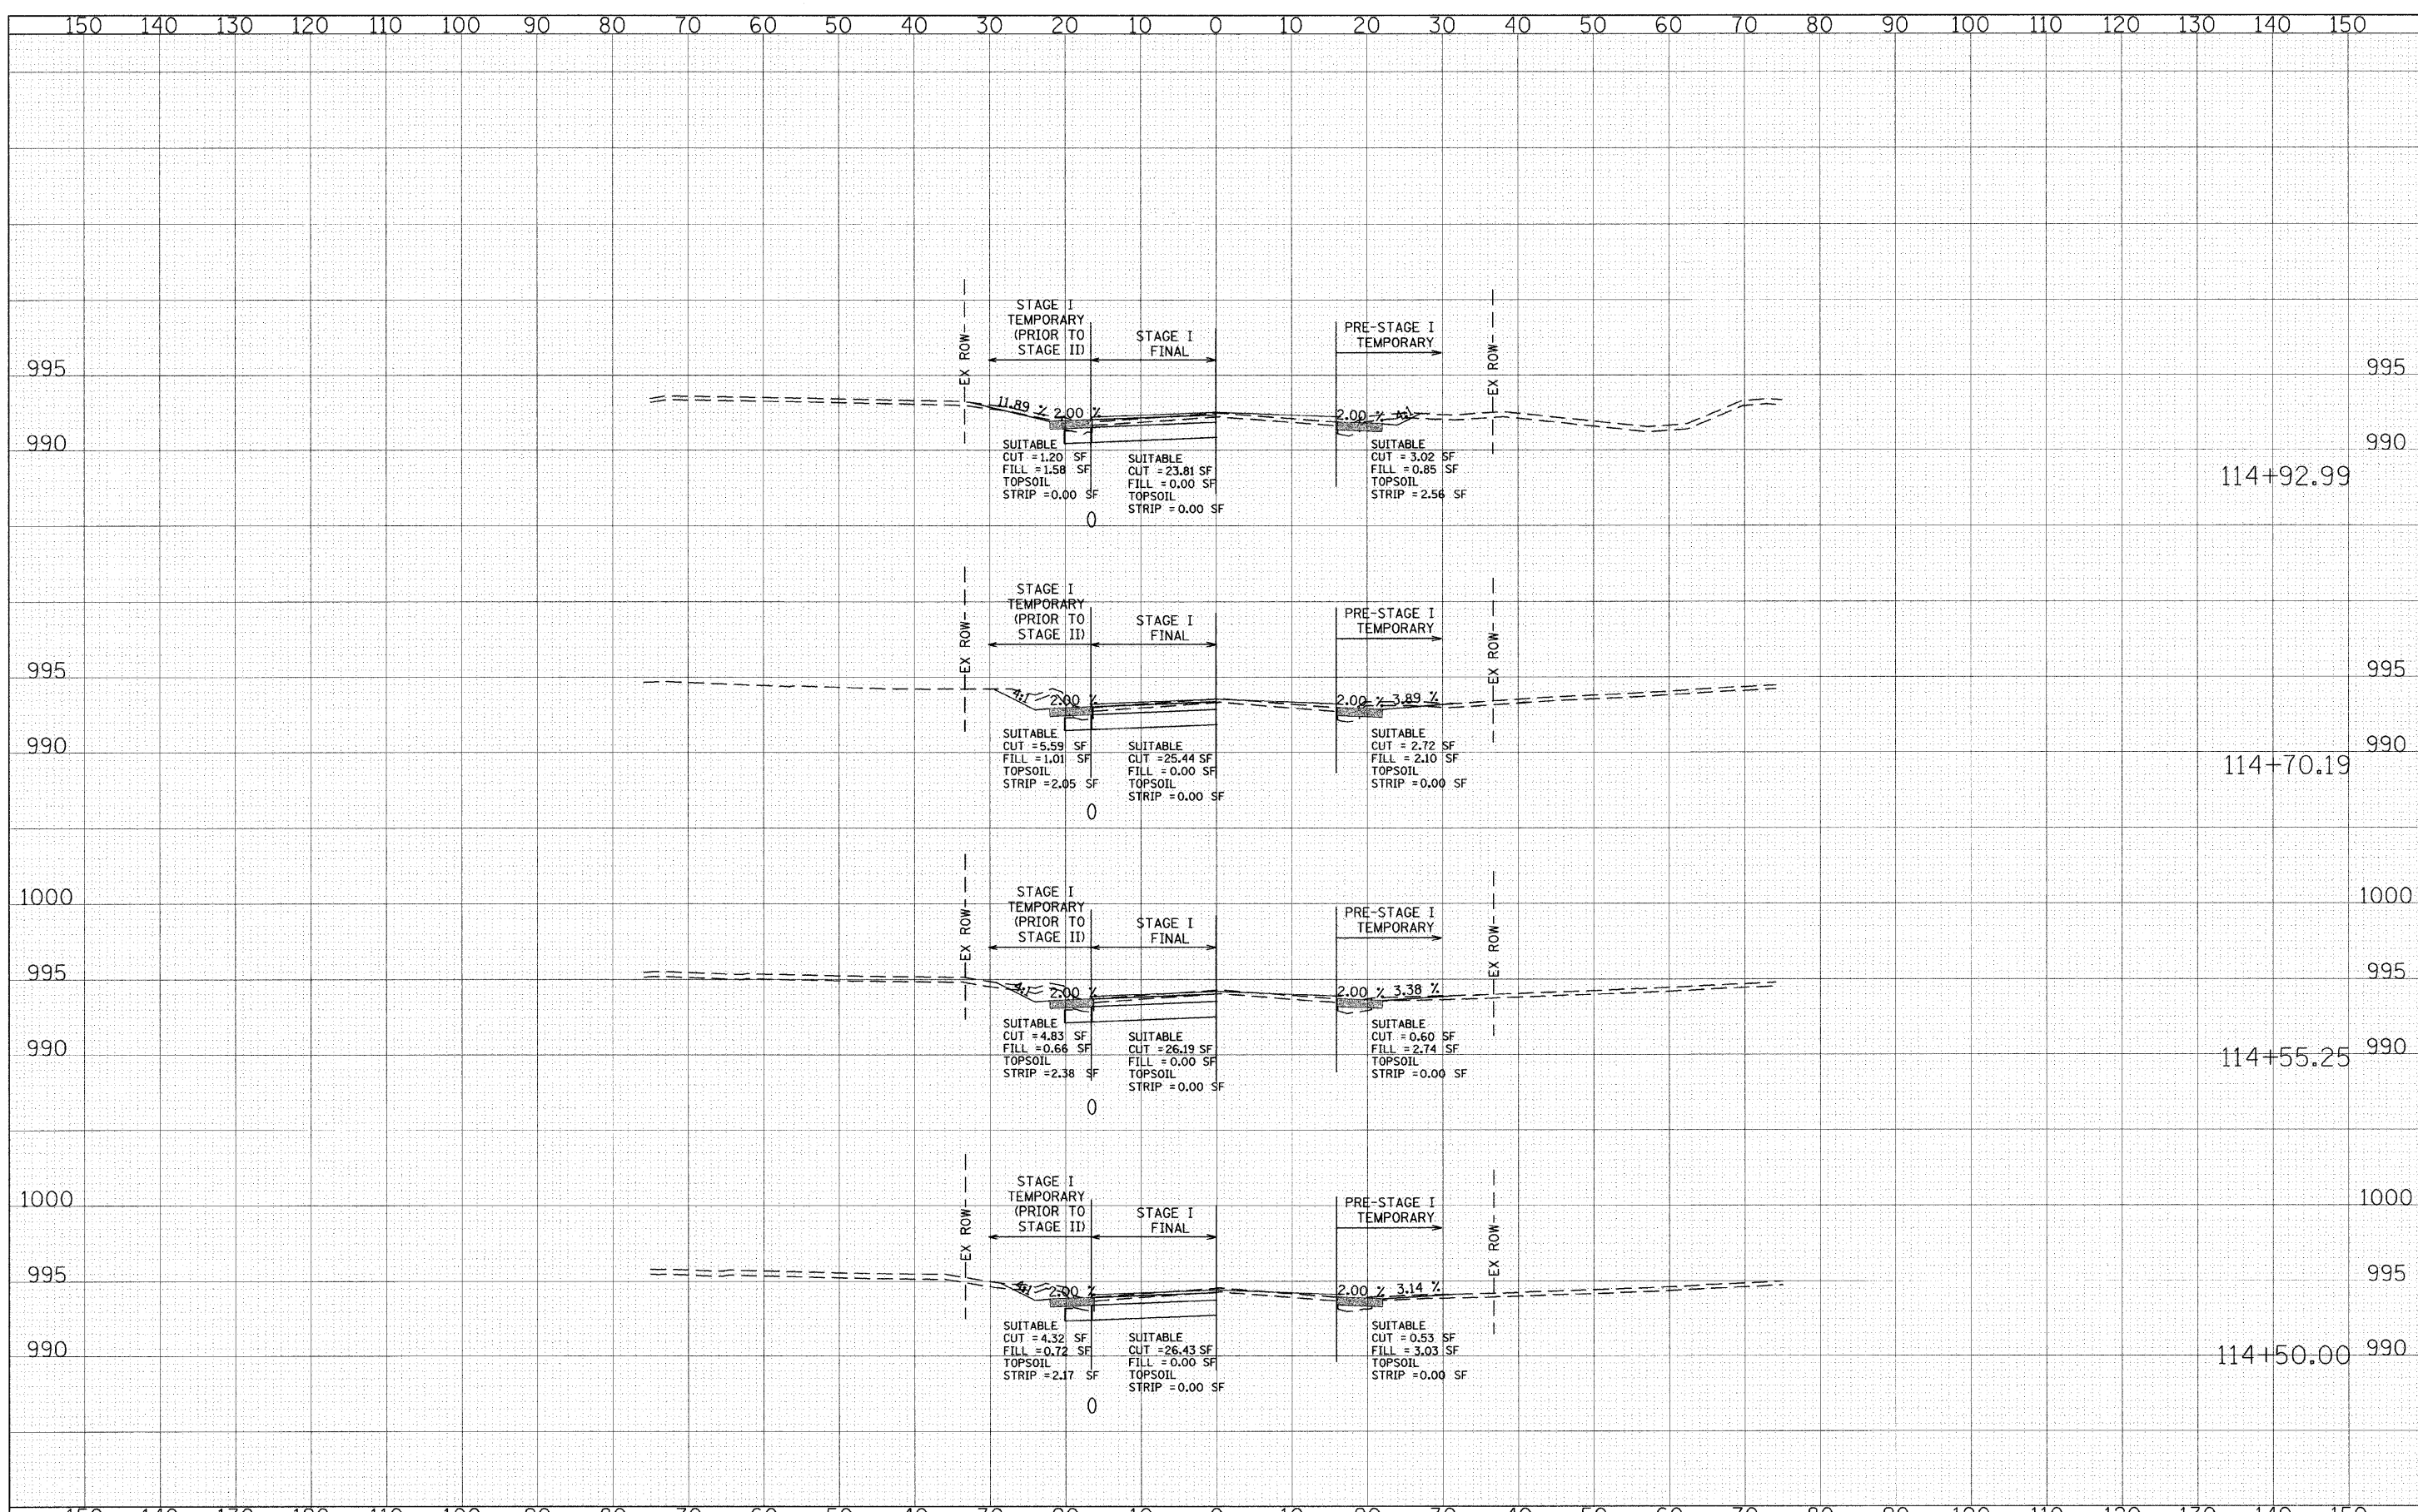 150 140 130 110 100 90 80 70 60 50 40 30 20 10 0 10 20 30 40 50 60 70 80 90 100 110 120 130 140 150
EX ROW
STAGE I
TEMPORARY
(PRIOR TO
STAGE II)
STAGE I
FINAL
PRE-STAGE I
TEMPORARY
EX ROW
995 995
11.89 % 2.00 % 2.00 % 4:1
990 990
SUITABLE
CUT =1.20 SF
FILL =1.58 SF
TOPSOIL
STRIP =0.00 SF
SUITABLE
CUT =23.81 SF
FILL =0.00 SF
TOPSOIL
STRIP =0.00 SF
SUITABLE
CUT =3.02 SF
FILL =0.85 SF
TOPSOIL
STRIP =2.56 SF
114+92.99
0
EX ROW
STAGE I
TEMPORARY
(PRIOR TO
STAGE II)
STAGE I
FINAL
PRE-STAGE I
TEMPORARY
EX ROW
995 995
4:1 2.00 % 2.00 % 3.89 %
990 990
SUITABLE
CUT =5.59 SF
FILL =1.01 SF
TOPSOIL
STRIP =2.05 SF
SUITABLE
CUT =25.44 SF
FILL =0.00 SF
TOPSOIL
STRIP =0.00 SF
SUITABLE
CUT =2.72 SF
FILL =2.10 SF
TOPSOIL
STRIP =0.00 SF
114+70.19
0
1000 1000
EX ROW
STAGE I
TEMPORARY
(PRIOR TO
STAGE II)
STAGE I
FINAL
PRE-STAGE I
TEMPORARY
EX ROW
995 995
4:1 2.00 % 2.00 % 3.38 %
990 990
SUITABLE
CUT =4.83 SF
FILL =0.66 SF
TOPSOIL
STRIP =2.38 SF
SUITABLE
CUT =26.19 SF
FILL =0.00 SF
TOPSOIL
STRIP =0.00 SF
SUITABLE
CUT =0.60 SF
FILL =2.74 SF
TOPSOIL
STRIP =0.00 SF
114+55.25
0
1000 1000
EX ROW
STAGE I
TEMPORARY
(PRIOR TO
STAGE II)
STAGE I
FINAL
PRE-STAGE I
TEMPORARY
EX ROW
995 995
4:1 2.00 % 2.00 % 3.14 %
990 990
SUITABLE
CUT =4.32 SF
FILL =0.72 SF
TOPSOIL
STRIP =2.17 SF
SUITABLE
CUT =26.43 SF
FILL =0.00 SF
TOPSOIL
STRIP =0.00 SF
SUITABLE
CUT =0.53 SF
FILL =3.03 SF
TOPSOIL
STRIP =0.00 SF
114+50.00
0